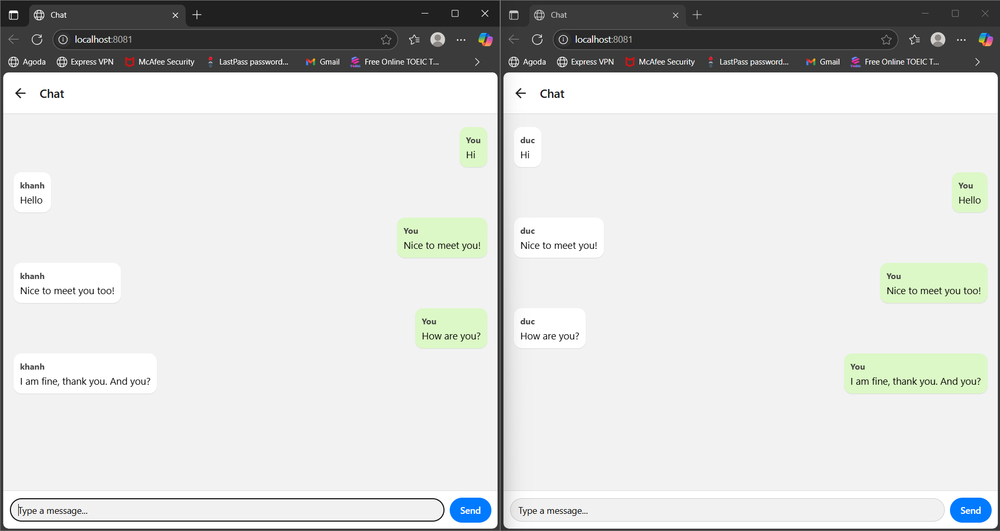 Chat
localhost:8081
Agoda Express VPN McAfee Security LastPass password... Gmail Free Online TOEIC T...
Chat
You
Hi
khanh
Hello
You
Nice to meet you!
khanh
Nice to meet you too!
You
How are you?
khanh
I am fine, thank you. And you?
Type a message...
Send
Chat
localhost:8081
Agoda Express VPN McAfee Security LastPass password... Gmail Free Online TOEIC T...
Chat
duc
Hi
You
Hello
duc
Nice to meet you!
You
Nice to meet you too!
duc
How are you?
You
I am fine, thank you. And you?
Type a message...
Send